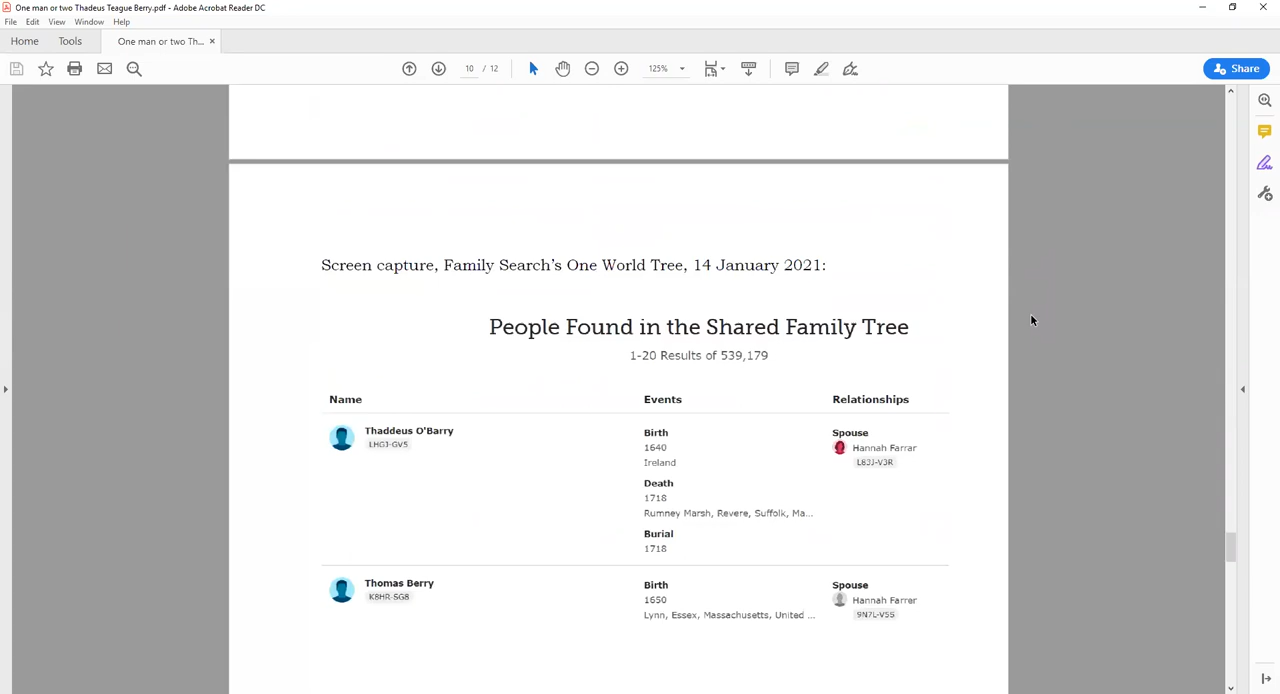 One man or two Thadeus Teague Berry.pdf - Adobe Acrobat Reader DC
File Edit View Window Help
Home Tools One man or two Th... ×
10 / 12 125%
Share
Screen capture, Family Search's One World Tree, 14 January 2021:
People Found in the Shared Family Tree
1-20 Results of 539,179
Name Events Relationships
Thaddeus O'Barry Birth Spouse
LHGJ-GV5 1640 Hannah Farrar
Ireland L83J-V3R
Death
1718
Rumney Marsh, Revere, Suffolk, Ma...
Burial
1718
Thomas Berry Birth Spouse
K8HR-SG8 1650 Hannah Farrer
Lynn, Essex, Massachusetts, United ... 9N7L-V5S